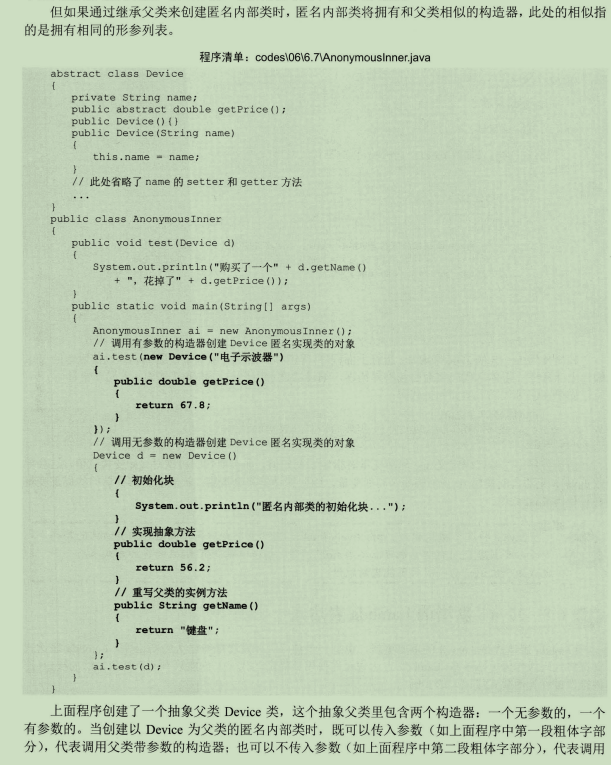 但如果通过继承父类来创建匿名内部类时，匿名内部类将拥有和父类相似的构造器，此处的相似指
的是拥有相同的形参列表。
程序清单：codes\06\6.7\AnonymousInner.java
abstract class Device
{
private String name;
public abstract double getPrice();
public Device(){}
public Device(String name)
{
this.name = name;
}
// 此处省略了 name 的 setter 和 getter 方法
...
}
public class AnonymousInner
{
public void test(Device d)
{
System.out.println("购买了一个" + d.getName()
+ "，花掉了" + d.getPrice());
}
public static void main(String[] args)
{
AnonymousInner ai = new AnonymousInner();
// 调用有参数的构造器创建 Device 匿名实现类的对象
ai.test(new Device("电子示波器")
{
public double getPrice()
{
return 67.8;
}
});
// 调用无参数的构造器创建 Device 匿名实现类的对象
Device d = new Device()
{
// 初始化块
{
System.out.println("匿名内部类的初始化块...");
}
// 实现抽象方法
public double getPrice()
{
return 56.2;
}
// 重写父类的实例方法
public String getName()
{
return "键盘";
}
};
ai.test(d);
}
}
上面程序创建了一个抽象父类 Device 类，这个抽象父类里包含两个构造器：一个无参数的，一个
有参数的。当创建以 Device 为父类的匿名内部类时，既可以传入参数（如上面程序中第一段粗体字部
分），代表调用父类带参数的构造器；也可以不传入参数（如上面程序中第二段粗体字部分），代表调用